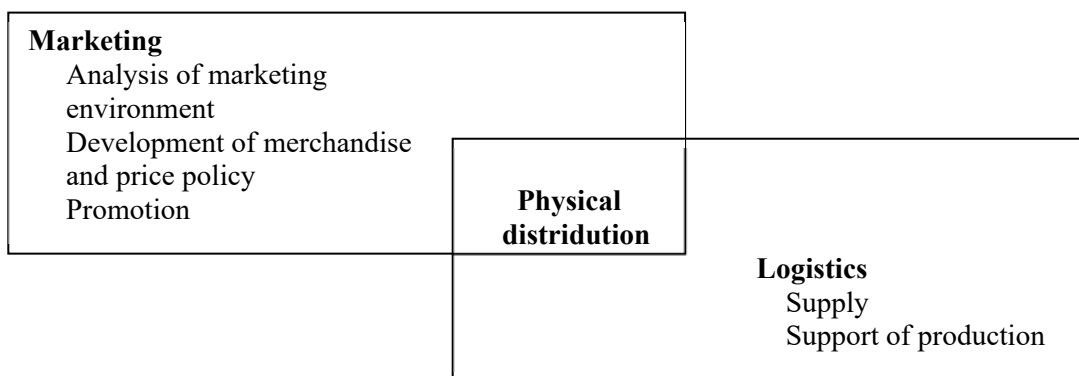 Marketing
Analysis of marketing
environment
Development of merchandise
and price policy
Promotion
Physical
distridution
Logistics
Supply
Support of production